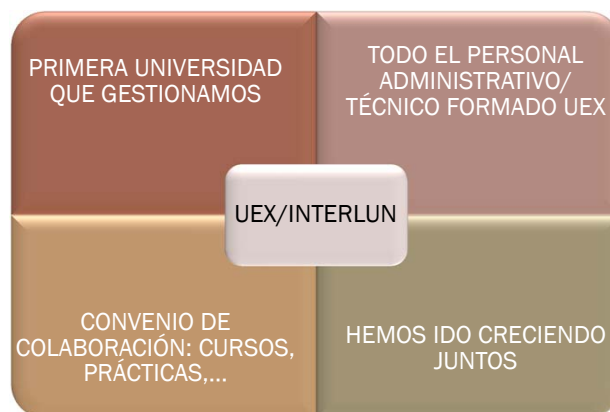 PRIMERA UNIVERSIDAD
QUE GESTIONAMOS
TODO EL PERSONAL
ADMINISTRATIVO/
TÉCNICO FORMADO UEX
UEX/INTERLUN
CONVENIO DE
COLABORACIÓN: CURSOS,
PRÁCTICAS,...
HEMOS IDO CRECIENDO
JUNTOS